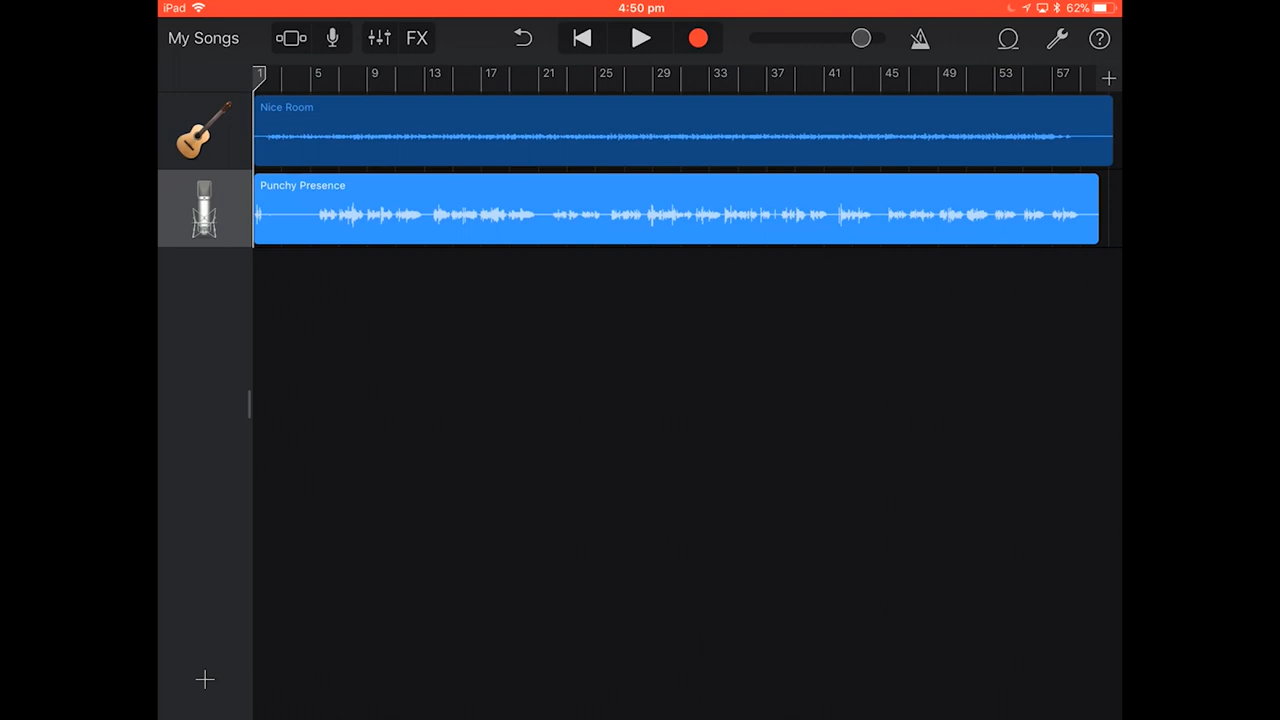 iPad 4:50 pm 62%
My Songs FX
1 5 9 13 17 21 25 29 33 37 41 45 49 53 57
Nice Room
Punchy Presence